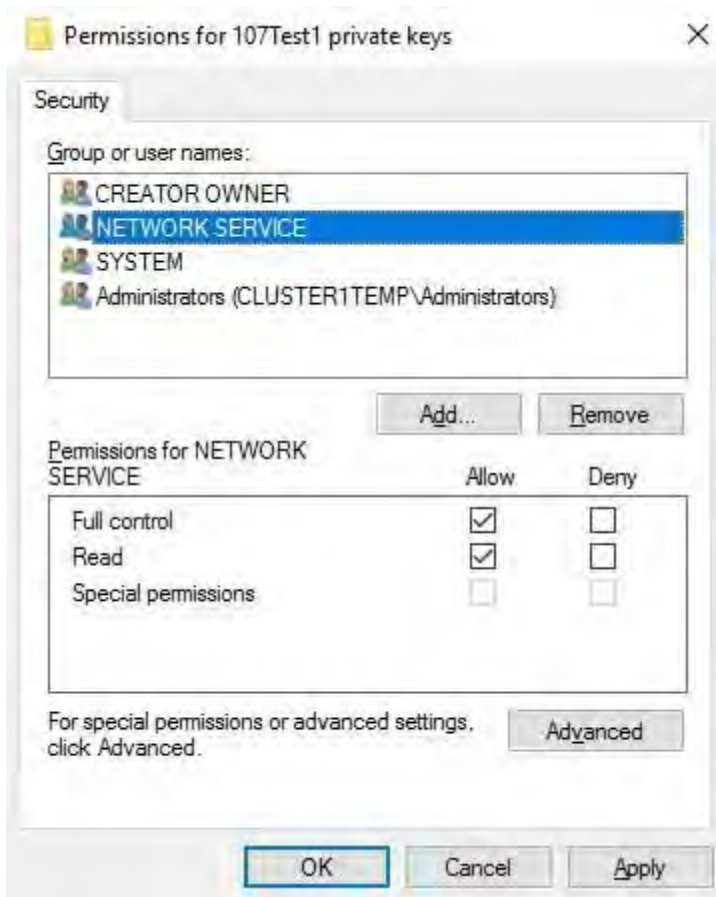 Permissions for 107Test1 private keys
Security
Group or user names:
CREATOR OWNER
NETWORK SERVICE
SYSTEM
Administrators (CLUSTER1TEMP\Administrators)
Add... Remove
Permissions for NETWORK
SERVICE Allow Deny
Full control
Read
Special permissions
For special permissions or advanced settings,
click Advanced.
Advanced
OK Cancel Apply